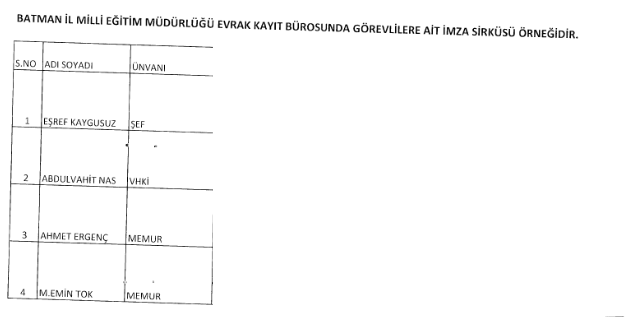 BATMAN İL MİLLİ EĞİTİM MÜDÜRLÜĞÜ EVRAK KAYIT BÜROSUNDA GÖREVLİLERE AİT İMZA SİRKÜSÜ ÖRNEĞİDİR.
S.NO ADI SOYADI ÜNVANI
1 EŞREF KAYGUSUZ ŞEF
2 ABDULVAHİT NAS VHKİ
3 AHMET ERGENÇ MEMUR
4 M.EMİN TOK MEMUR